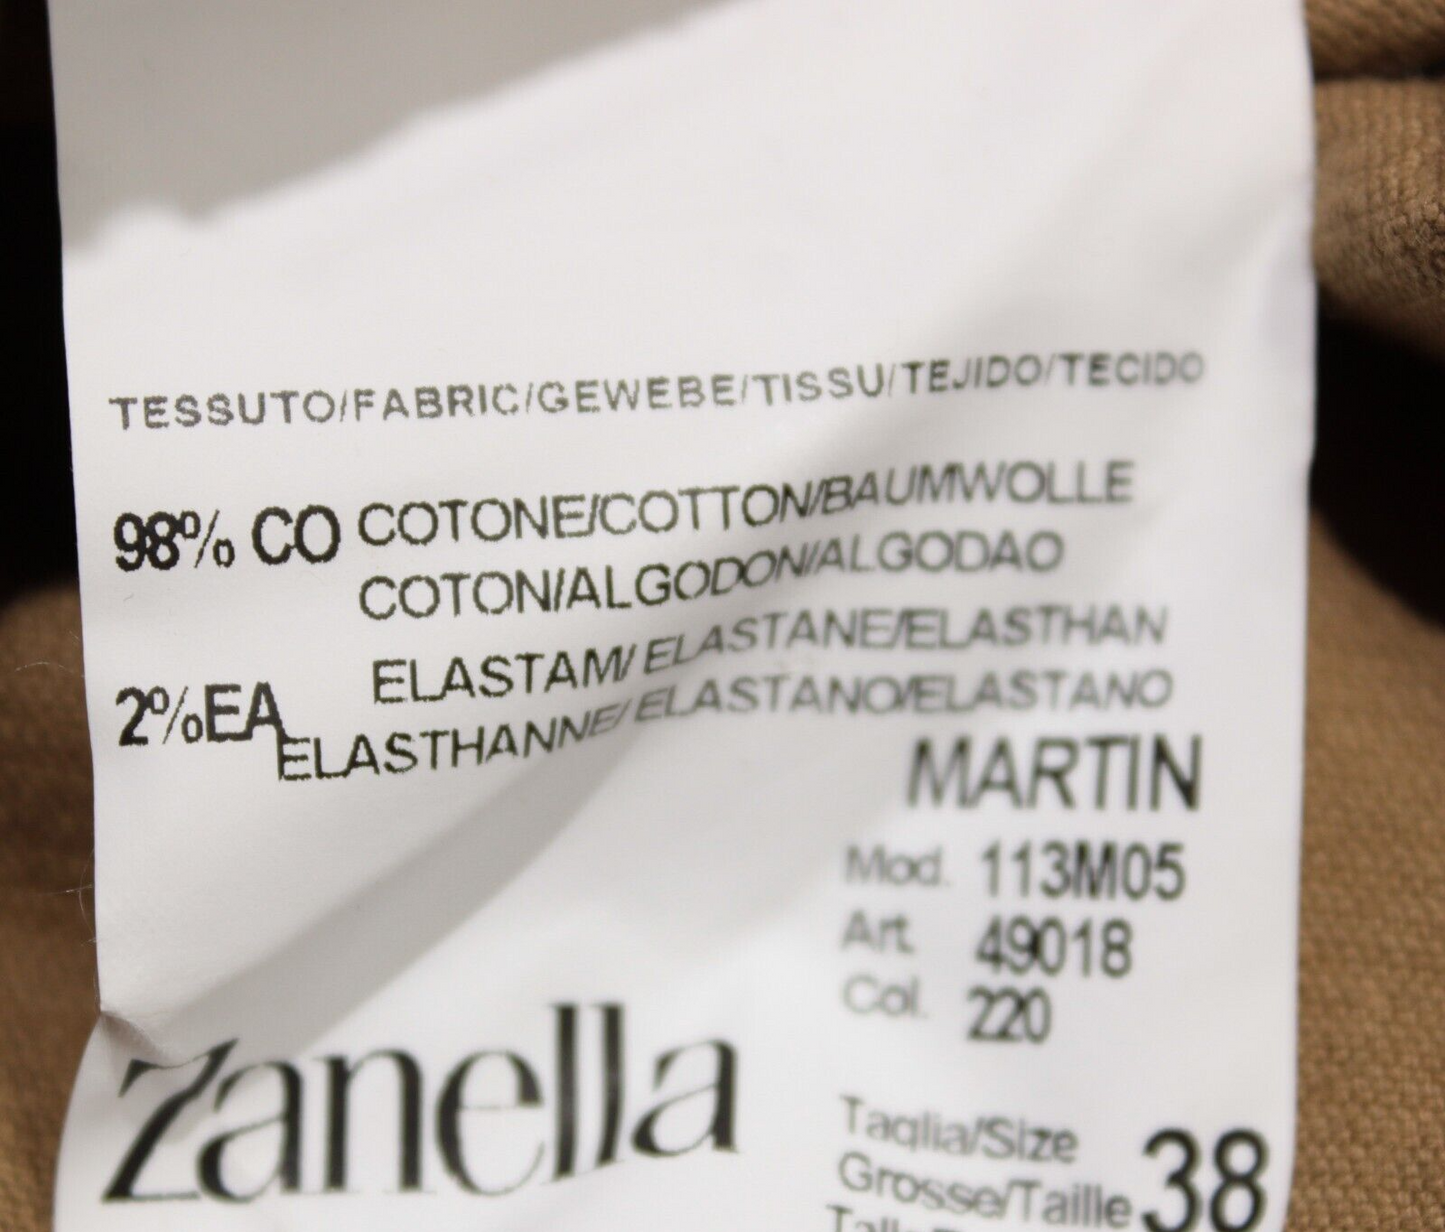 TESSUTO/FABRIC/GEWEBE/TISSU/TEJIDO/TECIDO
98% CO COTONE/COTTON/BAUMWOLLE
COTON/ALGODON/ALGODAO
2%EA ELASTAM/ELASTANE/ELASTHAN
ELASTHANNE/ELASTANO/ELASTANO
MARTIN
Mod. 113M05
Art. 49018
Col. 220
Zanella
Taglia/Size 38
Grosse/Taille